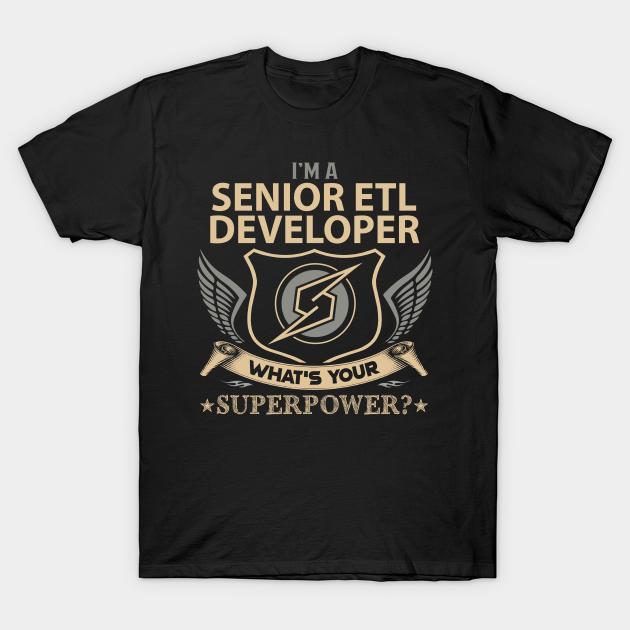 I'M A
SENIOR ETL
DEVELOPER
WHAT'S YOUR
★SUPERPOWER?★